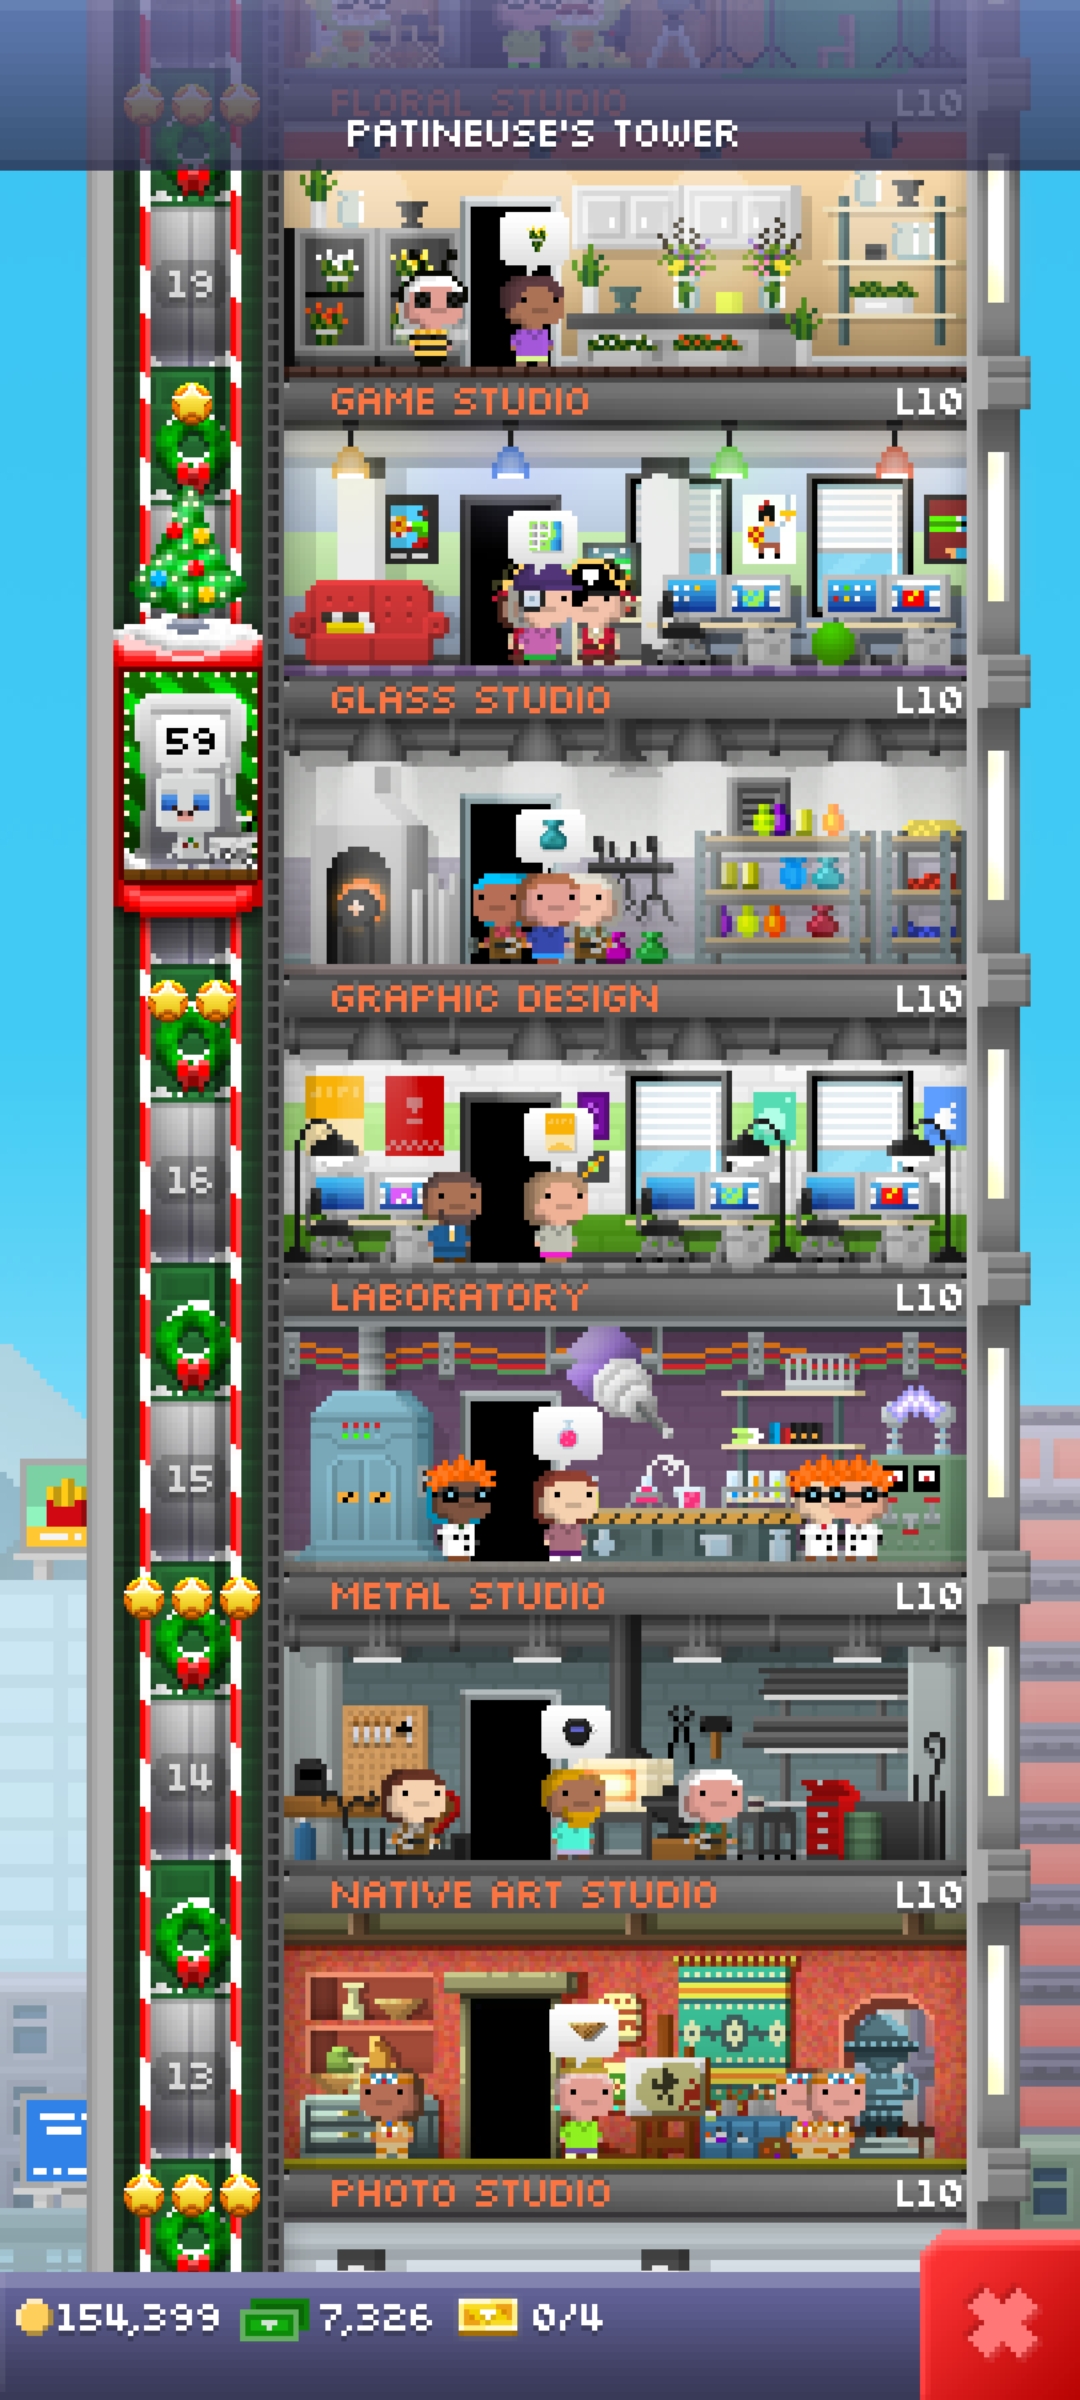 FLORAL STUDIO L10
PATINEUSE'S TOWER
19
GAME STUDIO L10
GLASS STUDIO L10
59
GRAPHIC DESIGN L10
16
LABORATORY L10
15
METAL STUDIO L10
14
NATIVE ART STUDIO L10
13
PHOTO STUDIO L10
154,399 7,326 0/4